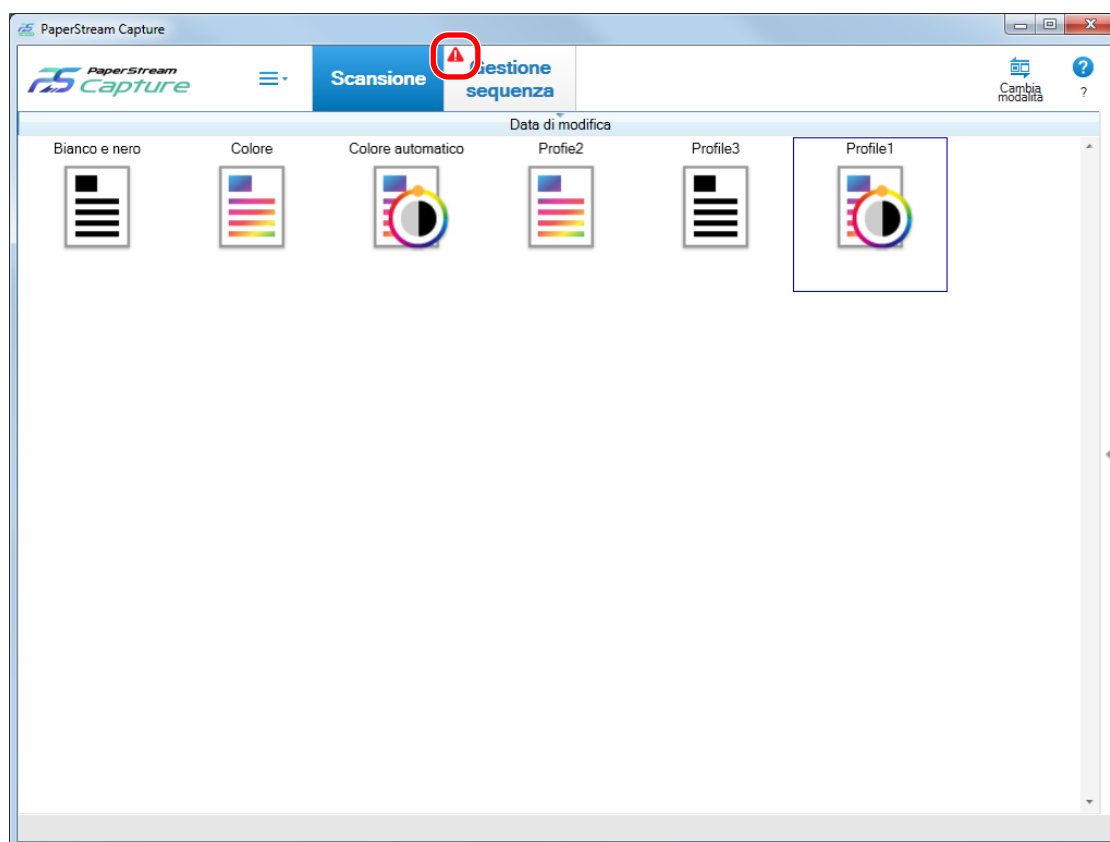 PaperStream Capture
PaperStream
Capture
Scansione
Gestione
sequenza
Cambia
modalità
?
?
Data di modifica
Bianco e nero
Colore
Colore automatico
Profie2
Profile3
Profile1